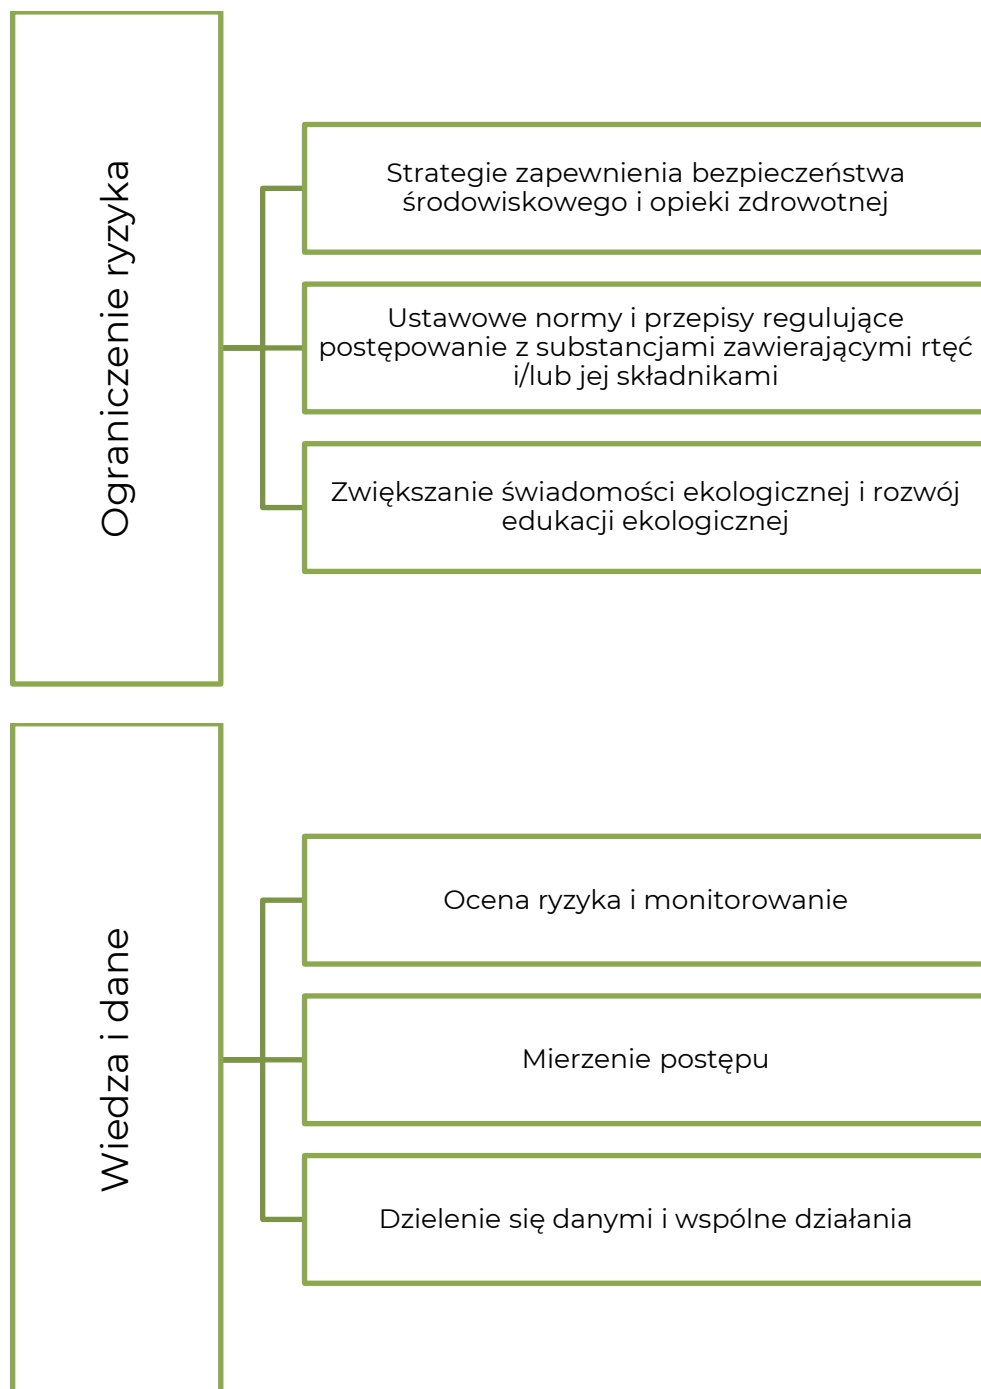 Ograniczenie ryzyka
Strategie zapewnienia bezpieczeństwa
środowiskowego i opieki zdrowotnej
Ustawowe normy i przepisy regulujące
postępowanie z substancjami zawierającymi rtęć
i/lub jej składnikami
Zwiększanie świadomości ekologicznej i rozwój
edukacji ekologicznej
Wiedza i dane
Ocena ryzyka i monitorowanie
Mierzenie postępu
Dzielenie się danymi i wspólne działania